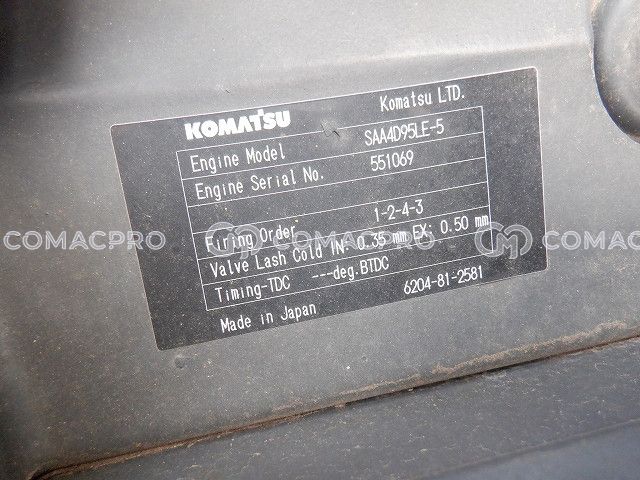 KOMATSU Komatsu LTD.
Engine Model SAA4D95LE-5
Engine Serial No. 551069
Firing Order 1-2-4-3
Valve Lash Cold IN: 0.35 mm EX: 0.50 mm
Timing-TDC ---deg.BTDC
6204-81-2581
Made in Japan
COMACPRO COMACPRO COMACPRO